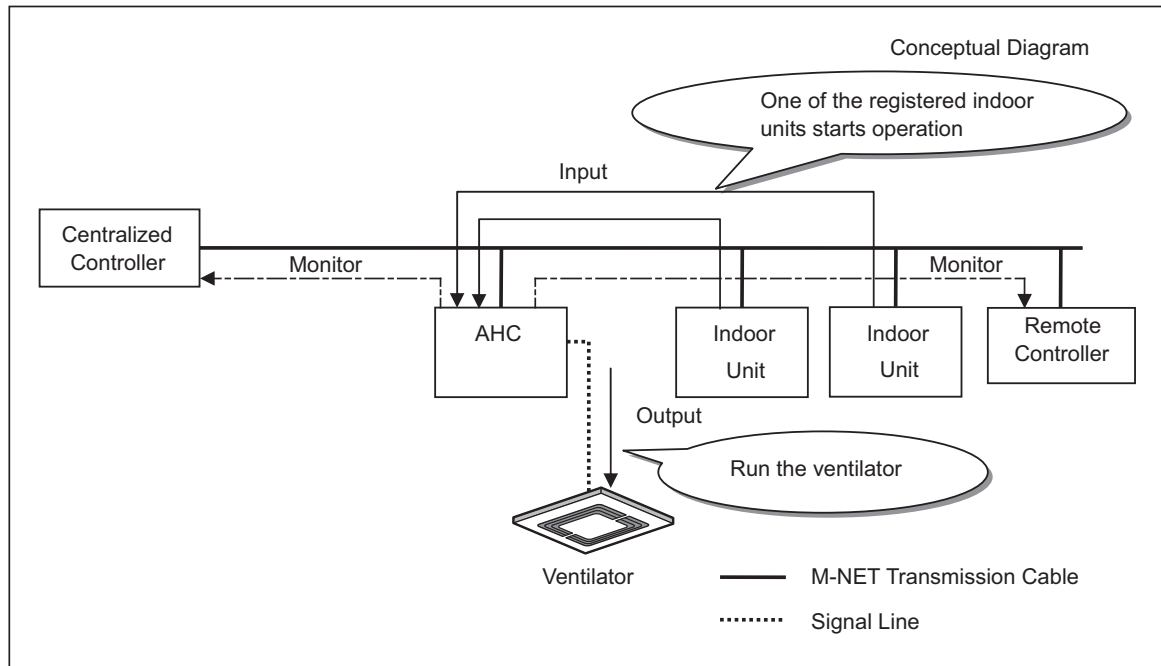 Conceptual Diagram
One of the registered indoor
units starts operation
Input
Centralized
Controller
Monitor
Monitor
AHC
Indoor
Unit
Indoor
Unit
Remote
Controller
Output
Run the ventilator
Ventilator
M-NET Transmission Cable
Signal Line